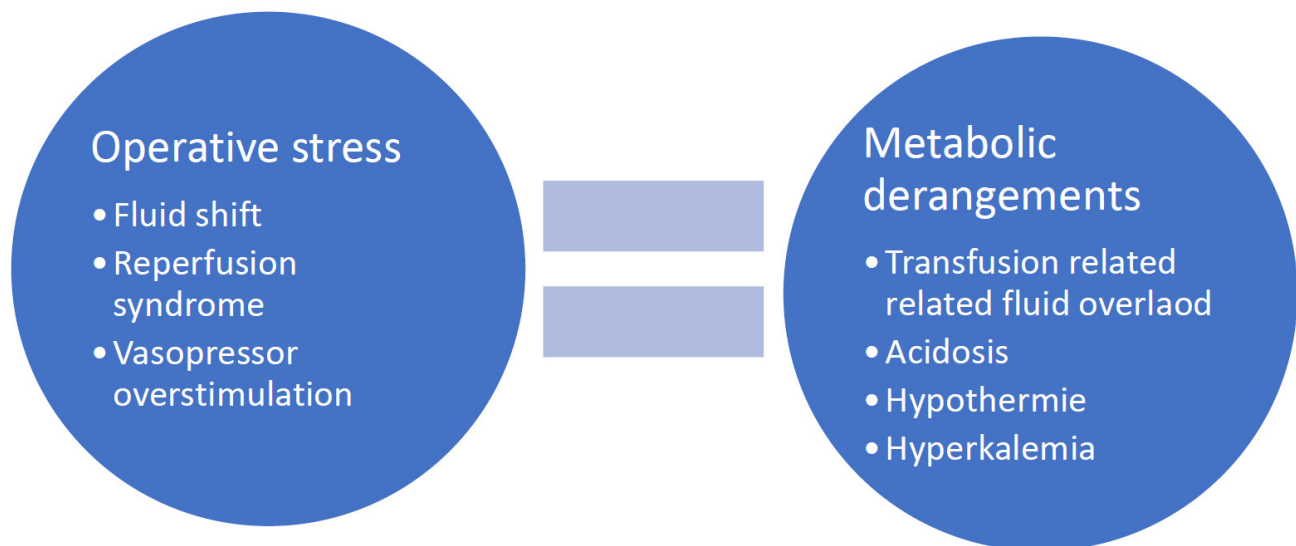 Operative stress
• Fluid shift
• Reperfusion
syndrome
• Vasopressor
overstimulation
Metabolic
derangements
• Transfusion related
related fluid overlaod
• Acidosis
• Hypothermie
• Hyperkalemia